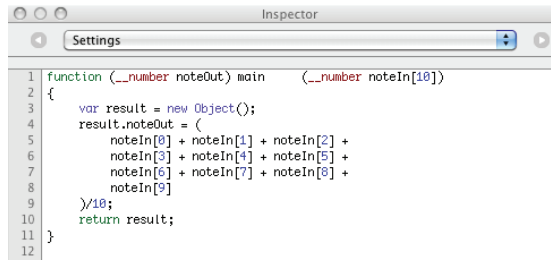 Inspector
Settings
1 function (__number noteOut) main (__number noteIn[10])
2 {
3 var result = new Object();
4 result.noteOut = (
5 noteIn[0] + noteIn[1] + noteIn[2] +
6 noteIn[3] + noteIn[4] + noteIn[5] +
7 noteIn[6] + noteIn[7] + noteIn[8] +
8 noteIn[9]
9 )/10;
10 return result;
11 }
12